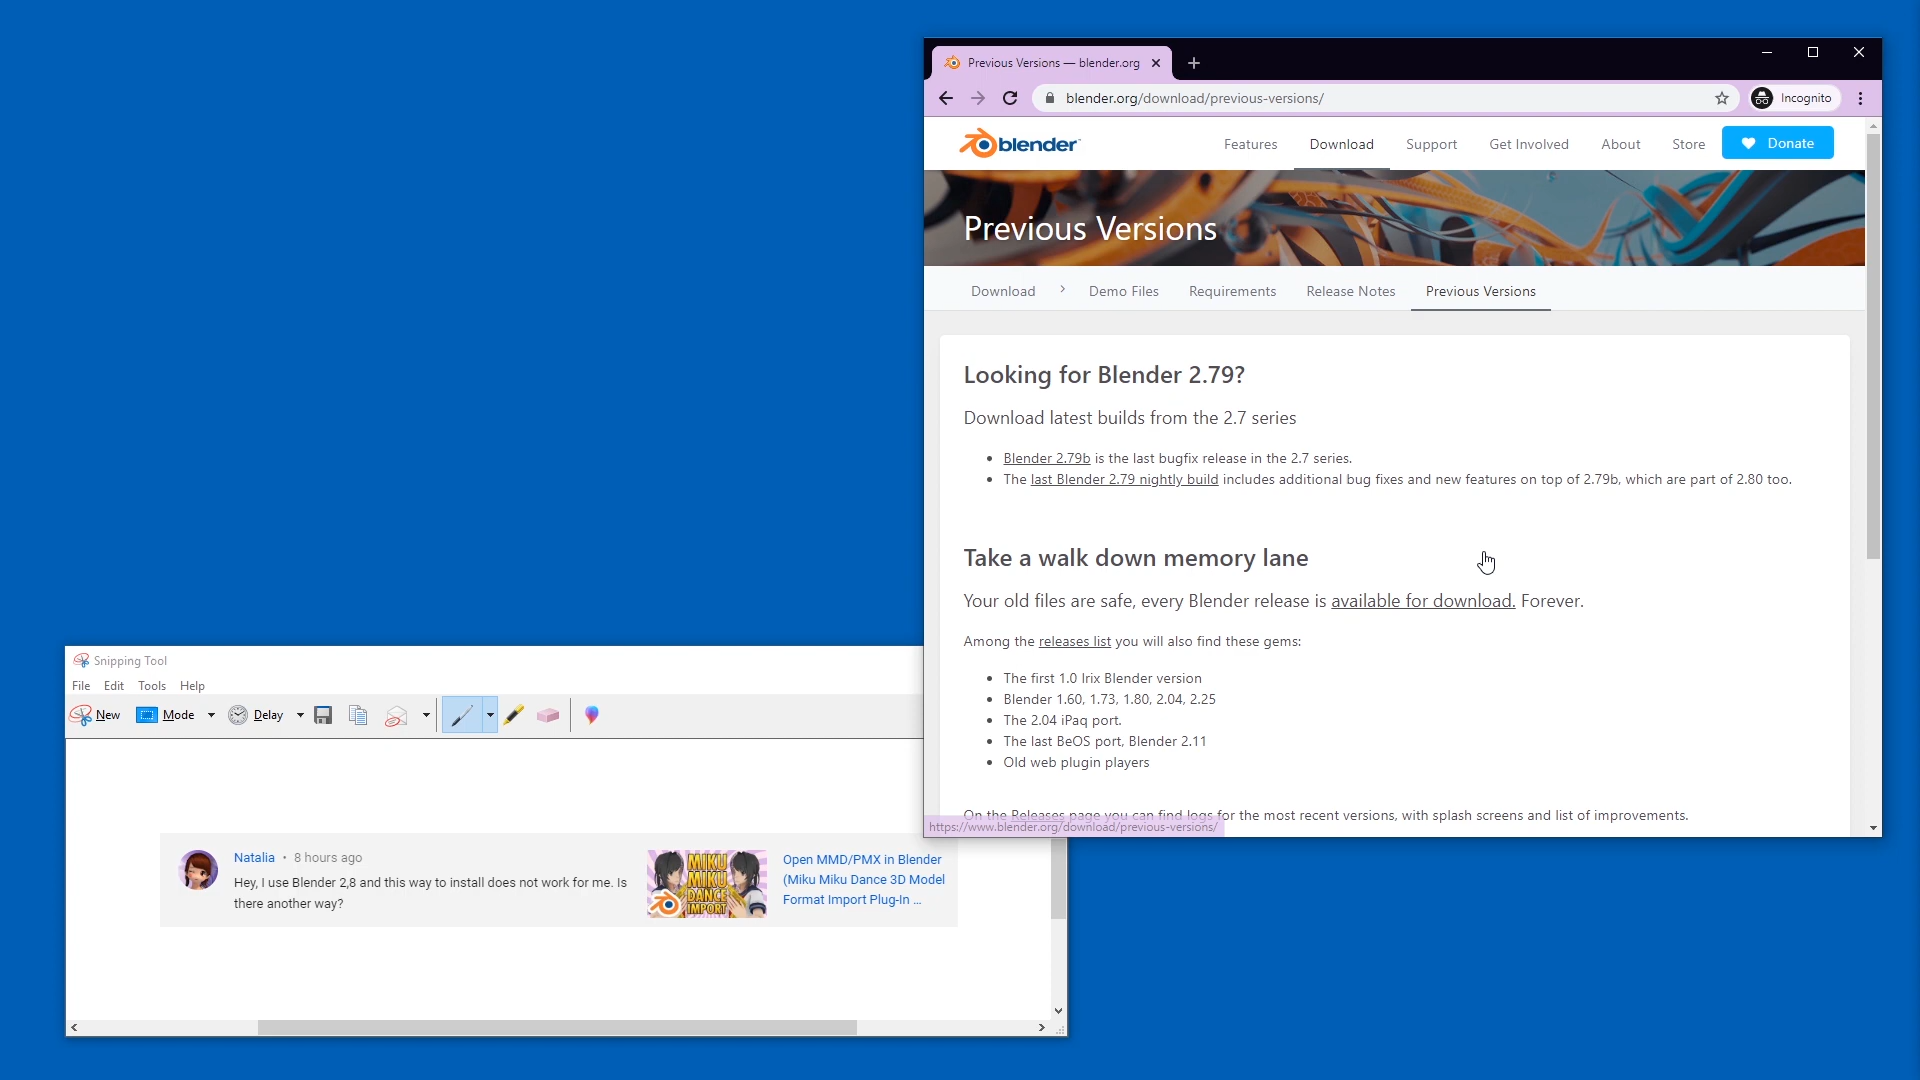 Previous Versions — blender.org
blender.org/download/previous-versions/
Incognito
blender
Features Download Support Get Involved About Store Donate
Previous Versions
Download Demo Files Requirements Release Notes Previous Versions
Looking for Blender 2.79?
Download latest builds from the 2.7 series
Blender 2.79b is the last bugfix release in the 2.7 series.
The last Blender 2.79 nightly build includes additional bug fixes and new features on top of 2.79b, which are part of 2.80 too.
Take a walk down memory lane
Your old files are safe, every Blender release is available for download. Forever.
Among the releases list you will also find these gems:
The first 1.0 Irix Blender version
Blender 1.60, 1.73, 1.80, 2.04, 2.25
The 2.04 iPaq port.
The last BeOS port, Blender 2.11
Old web plugin players
On the Releases page you can find logs for the most recent versions, with splash screens and list of improvements.
https://www.blender.org/download/previous-versions/
Snipping Tool
File Edit Tools Help
New Mode Delay
Natalia • 8 hours ago
Hey, I use Blender 2,8 and this way to install does not work for me. Is
there another way?
MIKU
MIKU
DANCE
IMPORT
Open MMD/PMX in Blender
(Miku Miku Dance 3D Model
Format Import Plug-In ...